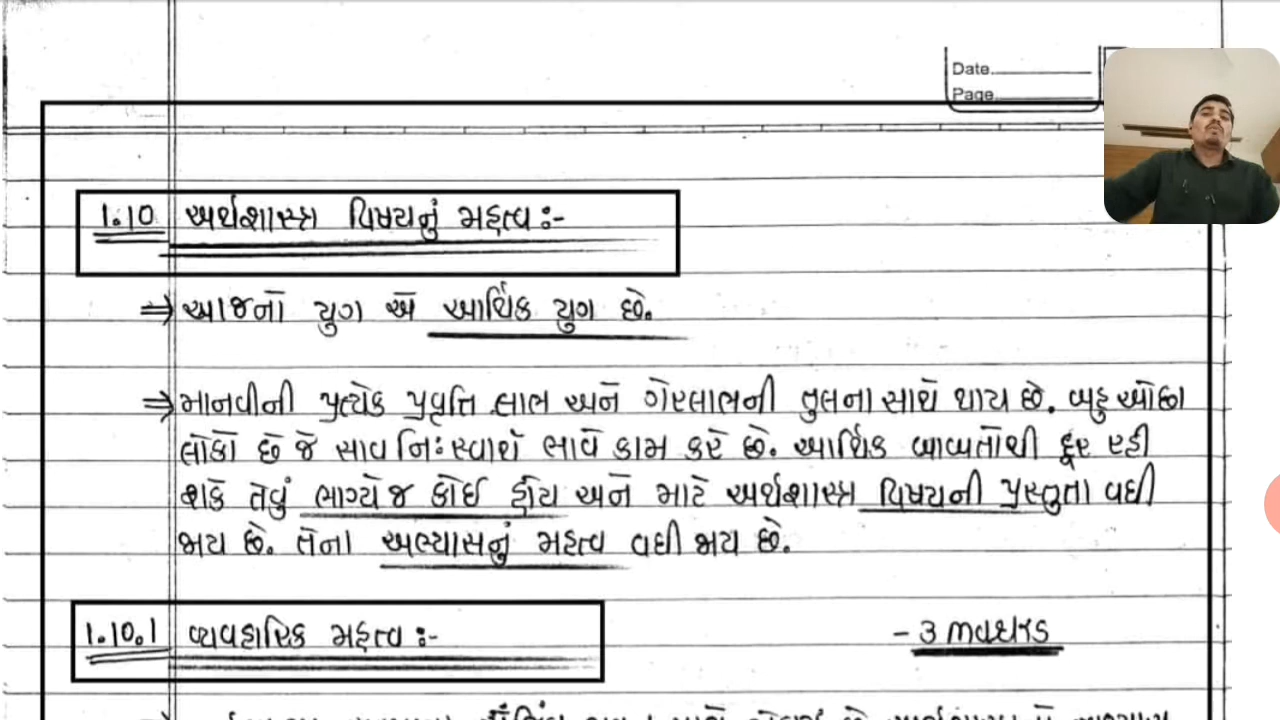 Date
Page
1.10 અર્થશાસ્ત્ર વિષયનું મહત્વ :-
⇒ આજનો યુગ એ આર્થિક યુગ છે.
⇒ માનવીની પ્રત્યેક પ્રવૃત્તિ લાભ અને ગેરલાભની તુલના સાથે થાય છે. બહુ ઓછા
લોકો છે જે સાવ નિઃસ્વાર્થ ભાવે કામ કરે છે. આર્થિક બાબતોથી દૂર રહી
શકે તેવું ભાગ્યે જ કોઈ હોય અને માટે અર્થશાસ્ત્ર વિષયની પ્રસ્તુતા વધી
જાય છે. તેના અભ્યાસનું મહત્વ વધી જાય છે.
1.10.1 વ્યવહારિક મહત્વ :- - 3 માર્ક્સ